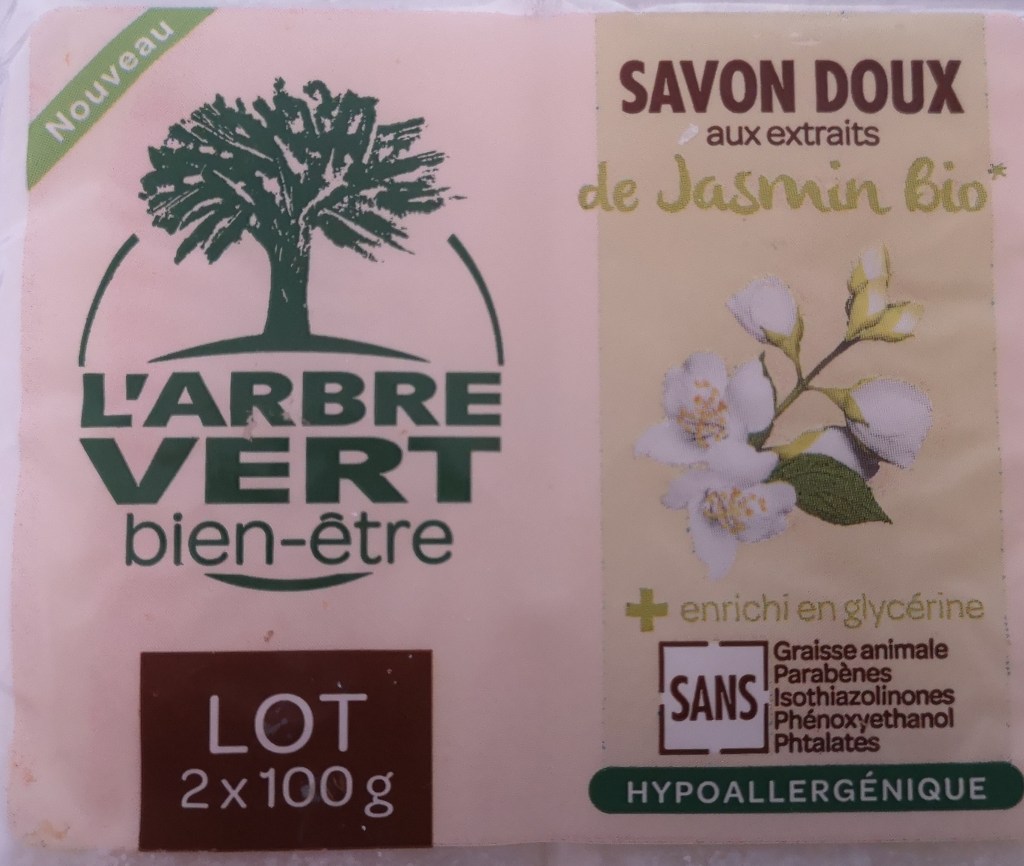 Nouveau
L'ARBRE
VERT
bien-être
LOT
2 x 100 g
SAVON DOUX
aux extraits
de Jasmin Bio*
+ enrichi en glycérine
SANS
Graisse animale
Parabènes
Isothiazolinones
Phénoxyethanol
Phtalates
HYPOALLERGÉNIQUE